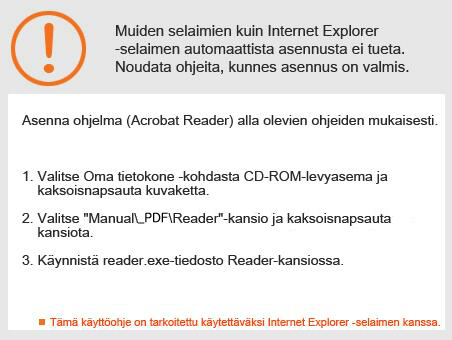 Muiden selaimien kuin Internet Explorer
-selaimen automaattista asennusta ei tueta.
Noudata ohjeita, kunnes asennus on valmis.
Asenna ohjelma (Acrobat Reader) alla olevien ohjeiden mukaisesti.
1. Valitse Oma tietokone -kohdasta CD-ROM-levyasema ja
kaksoisnapsauta kuvaketta.
2. Valitse "Manual\_PDF\Reader"-kansio ja kaksoisnapsauta
kansiota.
3. Käynnistä reader.exe-tiedosto Reader-kansiossa.
Tämä käyttöohje on tarkoitettu käytettäväksi Internet Explorer -selaimen kanssa.